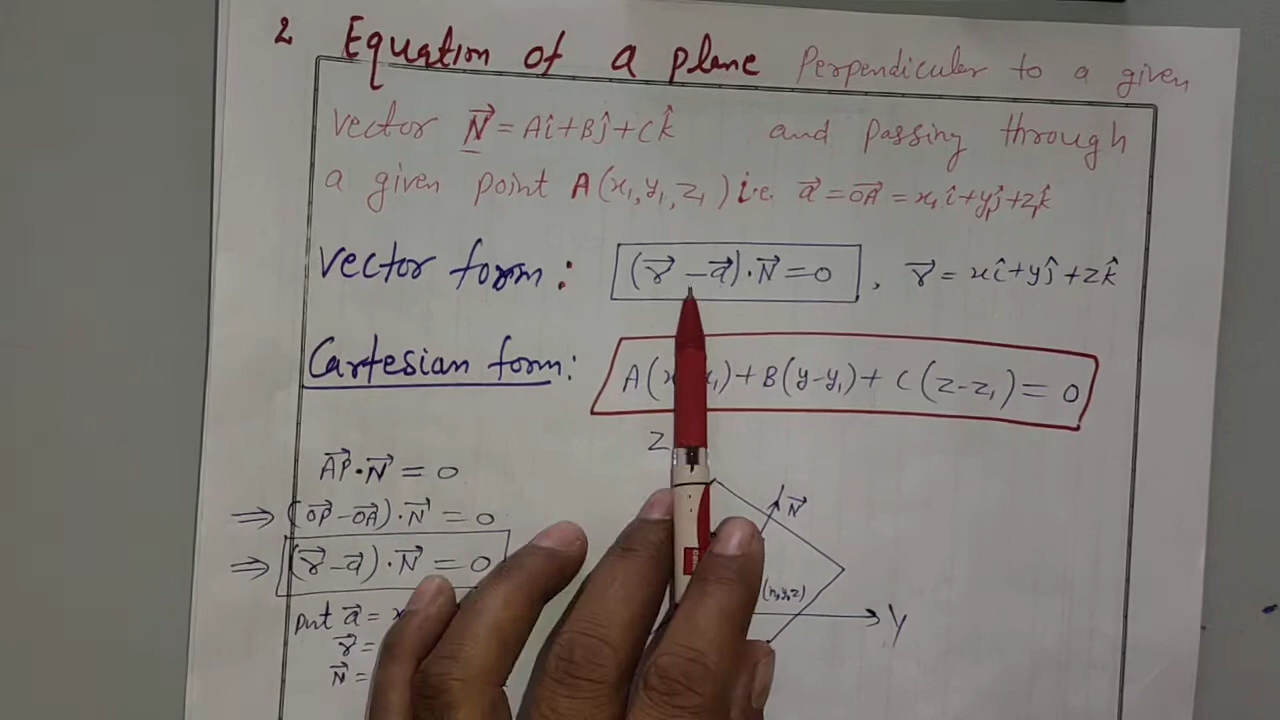 2 Equation of a plane Perpendicular to a given
vector N⃗ = Aî+Bĵ+Ck̂ and passing through
a given point A(x₁,y₁,z₁) i.e. a⃗ = OA⃗ = x₁î+y₁ĵ+z₁k̂
Vector form: (r⃗ - a⃗)·N⃗ = 0 , r⃗ = xî+yĵ+zk̂
Cartesian form: A( x₁)+B(y-y₁)+ C(z-z₁) = 0
Z
AP⃗·N⃗ = 0
⇒ (OP⃗ - OA⃗)·N⃗ = 0
⇒ (r⃗ - a⃗)·N⃗ = 0
Put a⃗ =
r⃗ =
N⃗ =
N⃗
(x,y,z)
Y